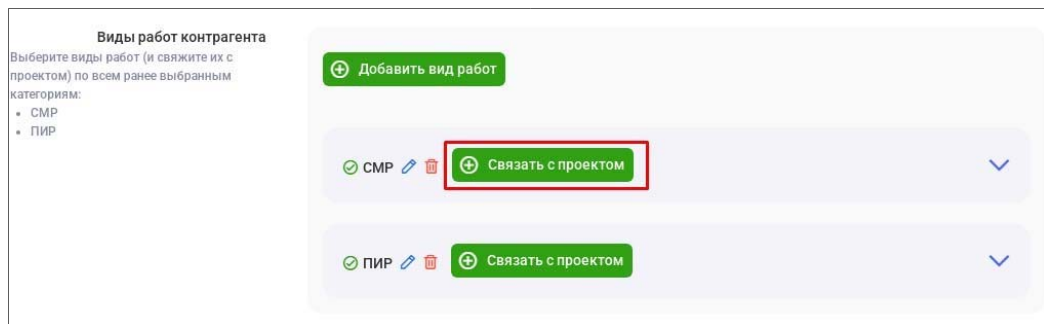 Виды работ контрагента
Выберите виды работ (и свяжите их с
проектом) по всем ранее выбранным
категориям:
• СМР
• ПИР
Добавить вид работ
СМР Связать с проектом
ПИР Связать с проектом